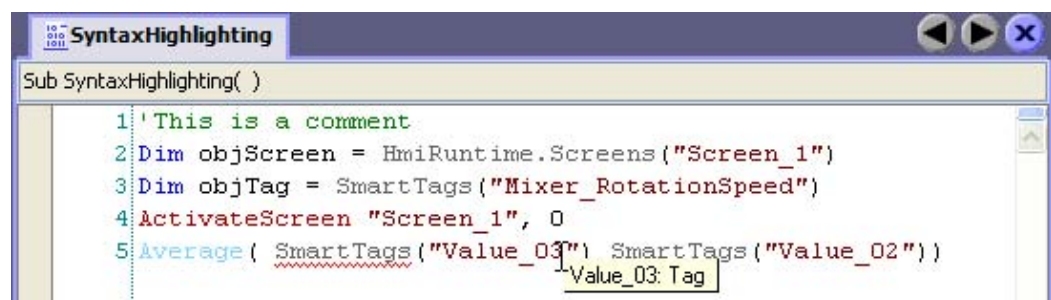 SyntaxHighlighting
Sub SyntaxHighlighting( )
1 'This is a comment
2 Dim objScreen = HmiRuntime.Screens("Screen_1")
3 Dim objTag = SmartTags("Mixer_RotationSpeed")
4 ActivateScreen "Screen_1", 0
5 Average( SmartTags("Value_03") SmartTags("Value_02"))
Value_03: Tag